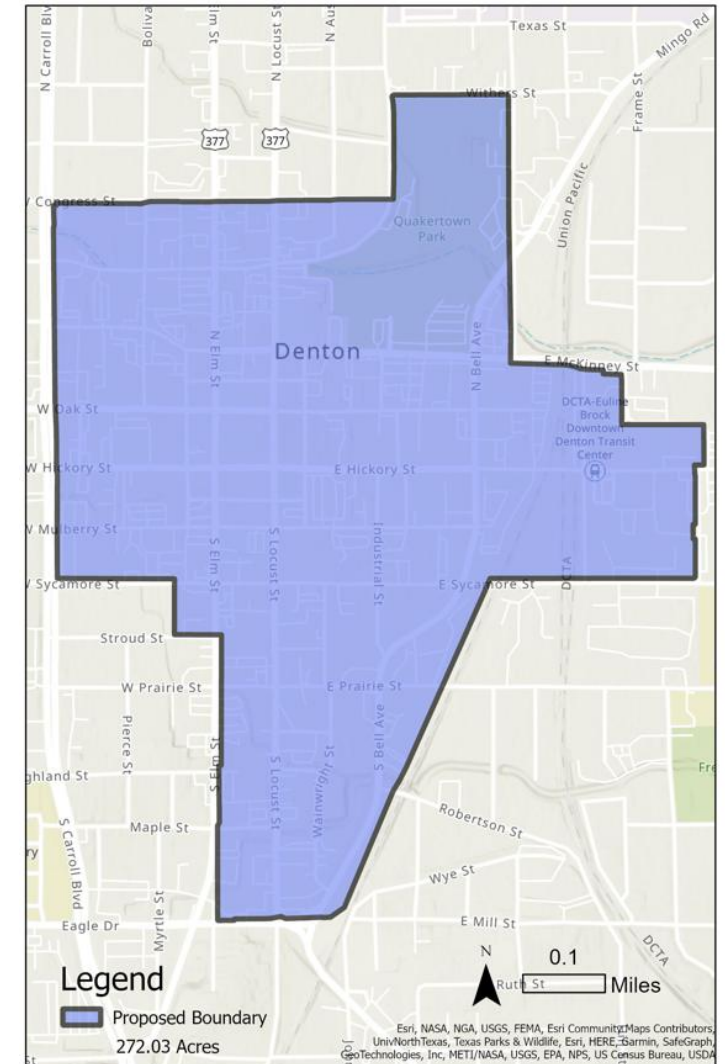 Texas St
Mingo Rd
N Carroll Blv
Boliva
Elm St
N Locust St
N Aus
Withers St
Frame St
377
377
Union Pacific
Congress St
Quakertown
Park
N Elm St
Denton
N Bell Ave
E McKinney St
W Oak St
DCTA-Euline
Brock
Downtown
Denton Transit
Center
W Hickory St
E Hickory St
W Mulberry St
S Elm St
S Locust St
Industrial St
DCTA
Sycamore St
E Sycamore St
Stroud St
W Prairie St
E Prairie St
Pierce St
S Bell Ave
S Elm St
S Locust St
Wainwright St
ghland St
Fre
Maple St
Robertson St
ry
S Carroll Blvd
Wye St
Myrtle St
Eagle Dr
E Mill St
DCTA
N
0.1
Miles
Ruth St
Legend
Proposed Boundary
272.03 Acres
Esri, NASA, NGA, USGS, FEMA, Esri Community Maps Contributors,
UnivNorthTexas, Texas Parks & Wildlife, Esri, HERE, Garmin, SafeGraph,
GeoTechnologies, Inc, METI/NASA, USGS, EPA, NPS, US Census Bureau, USDA